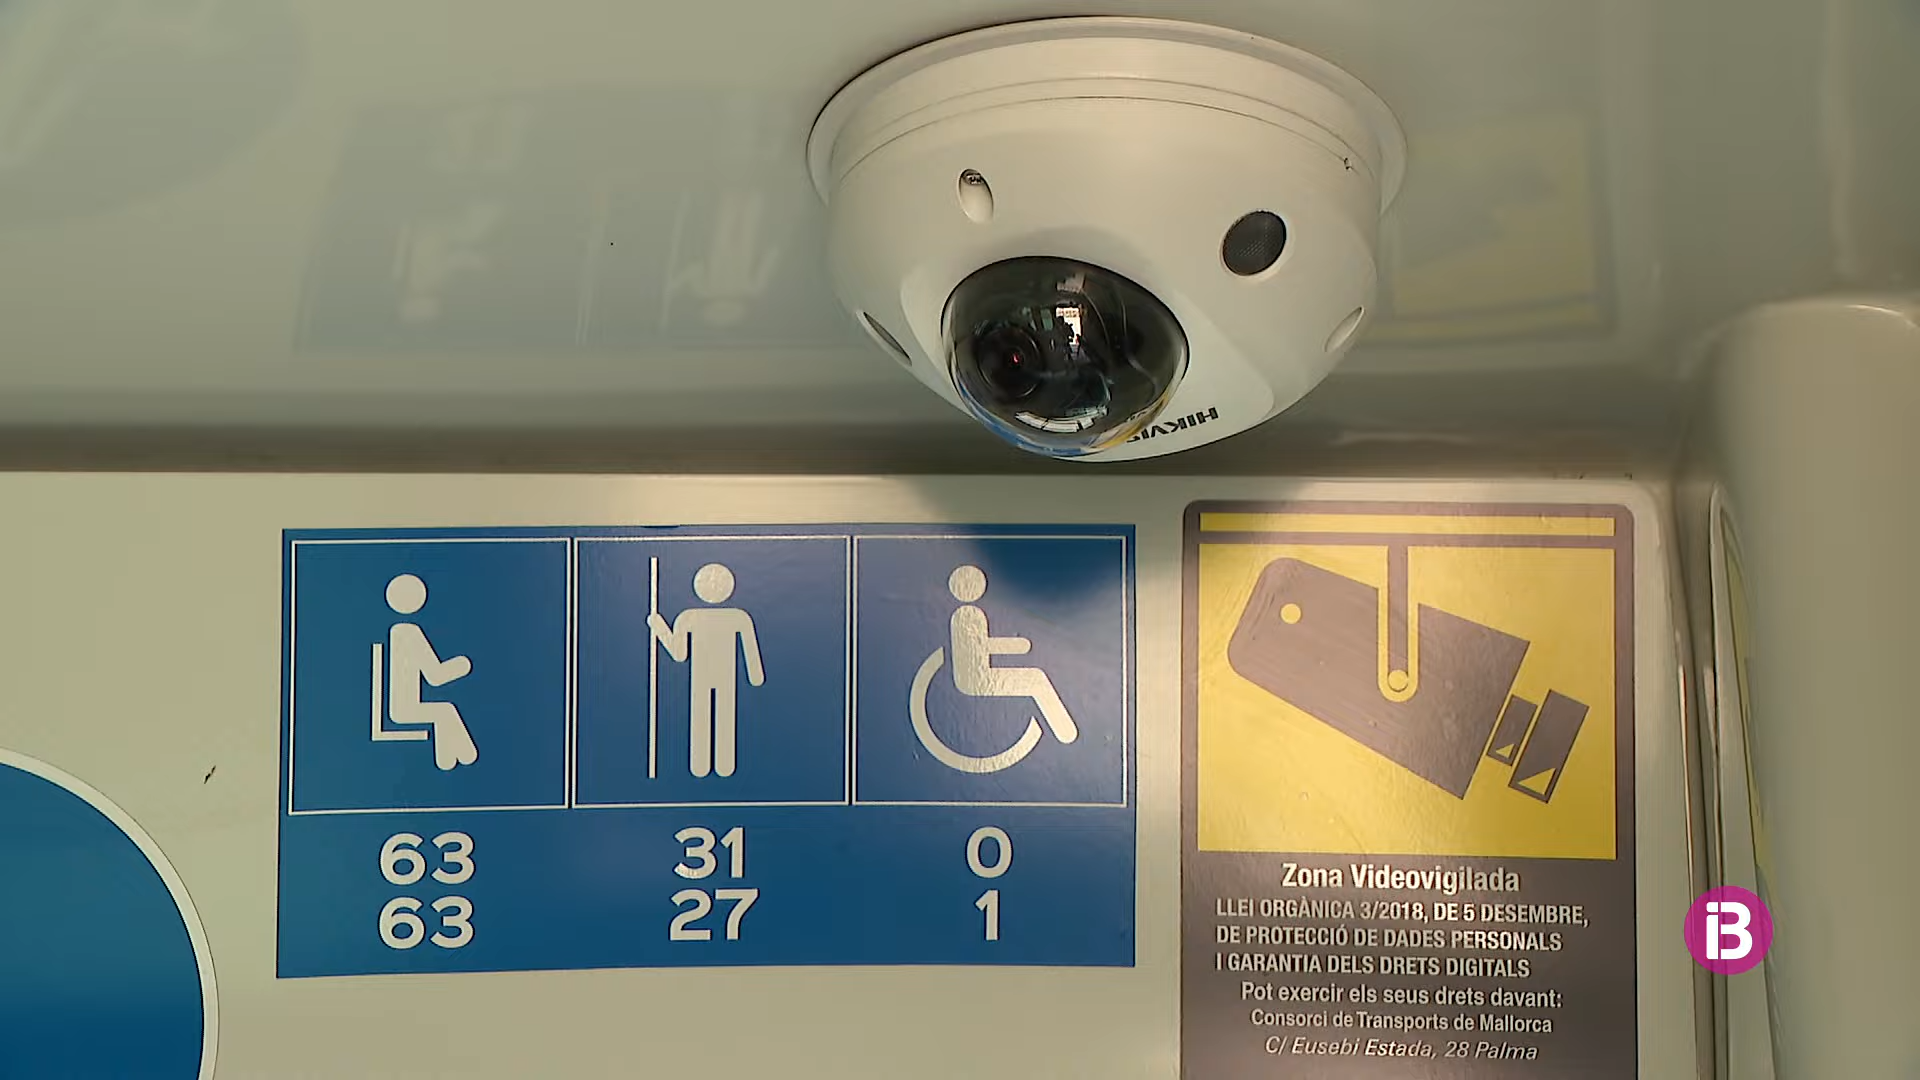 HIKVIS
63 31 0
63 27 1
Zona Videovigilada
LLEI ORGÀNICA 3/2018, DE 5 DESEMBRE,
DE PROTECCIÓ DE DADES PERSONALS
I GARANTIA DELS DRETS DIGITALS
Pot exercir els seus drets davant:
Consorci de Transports de Mallorca
C/ Eusebi Estada, 28 Palma
IB